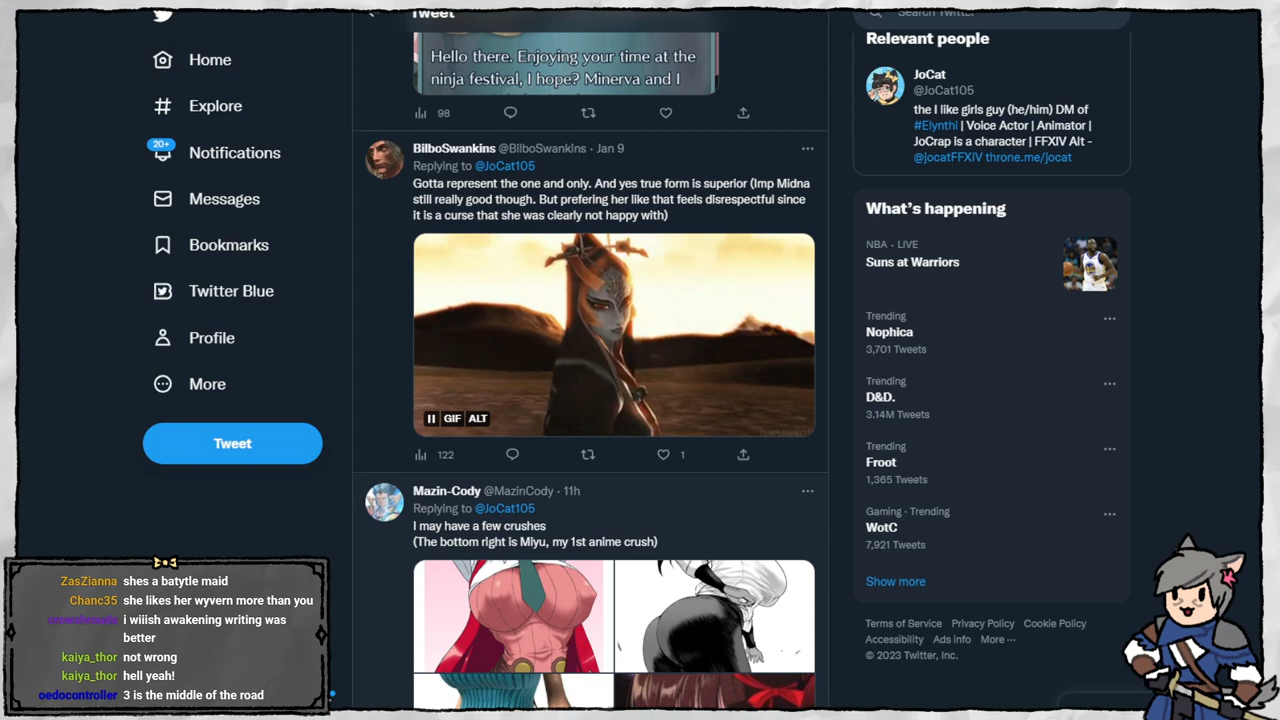 Home
Explore
20+
Notifications
Messages
Bookmarks
Twitter Blue
Profile
More
Tweet
Tweet
Hello there. Enjoying your time at the
ninja festival, I hope? Minerva and I
98
BilboSwankins @BilboSwankins · Jan 9
Replying to @JoCat105
Gotta represent the one and only. And yes true form is superior (Imp Midna
still really good though. But prefering her like that feels disrespectful since
it is a curse that she was clearly not happy with)
GIF ALT
122
1
Mazin-Cody @MazinCody · 11h
Replying to @JoCat105
I may have a few crushes
(The bottom right is MIyu, my 1st anime crush)
Search Twitter
Relevant people
JoCat
@JoCat105
the I like girls guy (he/him) DM of
#Elynthi | Voice Actor | Animator |
JoCrap is a character | FFXIV Alt -
@jocatFFXIV throne.me/jocat
What's happening
NBA · LIVE
Suns at Warriors
Trending
Nophica
3,701 Tweets
Trending
D&D.
3.14M Tweets
Trending
Froot
1,365 Tweets
Gaming · Trending
WotC
7,921 Tweets
Show more
Terms of Service Privacy Policy Cookie Policy
Accessibility Ads info More ···
© 2023 Twitter, Inc.
ZasZianna shes a batytle maid
Chanc35 she likes her wyvern more than you
i wiiish awakening writing was
better
kaiya_thor not wrong
kaiya_thor hell yeah!
oedocontroller 3 is the middle of the road